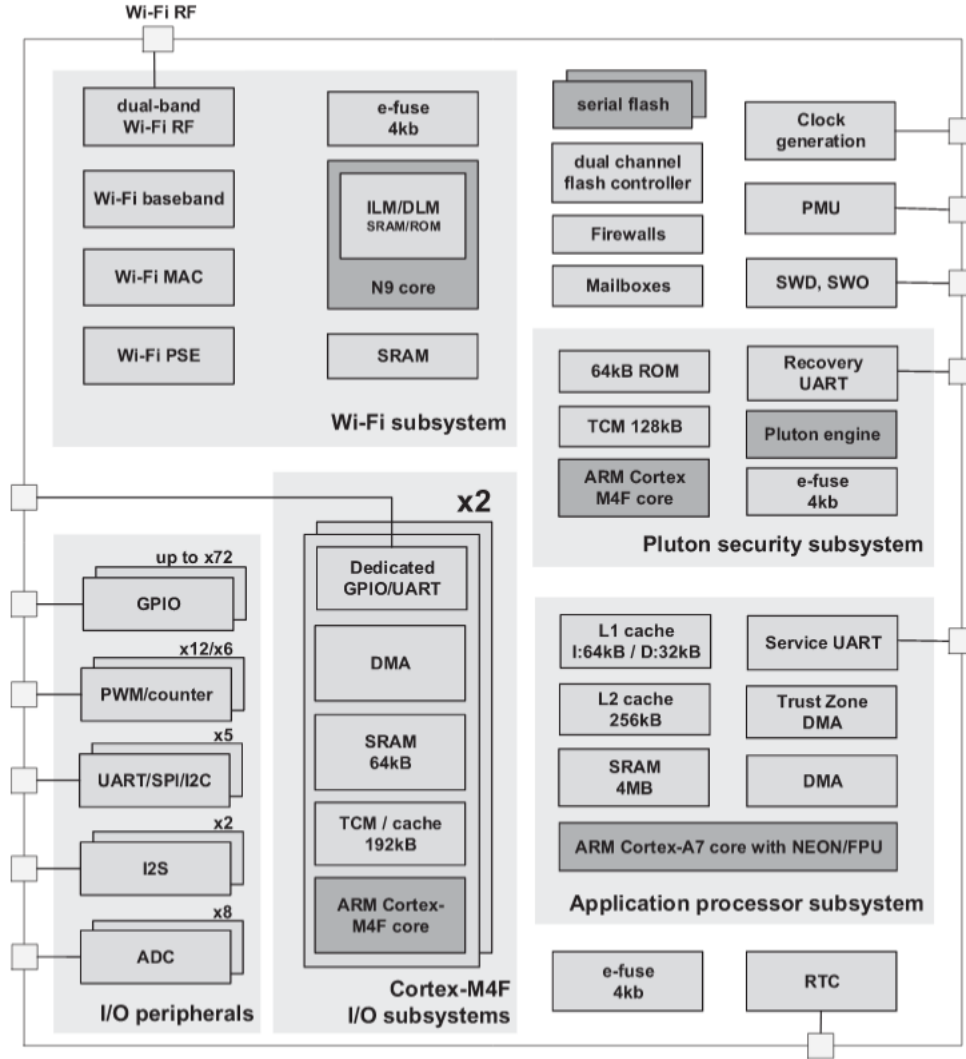 Wi-Fi RF
dual-band
Wi-Fi RF
Wi-Fi baseband
Wi-Fi MAC
Wi-Fi PSE
e-fuse
4kb
ILM/DLM
SRAM/ROM
N9 core
SRAM
Wi-Fi subsystem
serial flash
dual channel
flash controller
Firewalls
Mailboxes
Clock
generation
PMU
SWD, SWO
64kB ROM
TCM 128kB
ARM Cortex
M4F core
Recovery
UART
Pluton engine
e-fuse
4kb
Pluton security subsystem
up to x72
GPIO
x12/x6
PWM/counter
x5
UART/SPI/I2C
x2
I2S
x8
ADC
I/O peripherals
x2
Dedicated
GPIO/UART
DMA
SRAM
64kB
TCM / cache
192kB
ARM Cortex-
M4F core
Cortex-M4F
I/O subsystems
L1 cache
I:64kB / D:32kB
L2 cache
256kB
SRAM
4MB
Service UART
Trust Zone
DMA
DMA
ARM Cortex-A7 core with NEON/FPU
Application processor subsystem
e-fuse
4kb
RTC